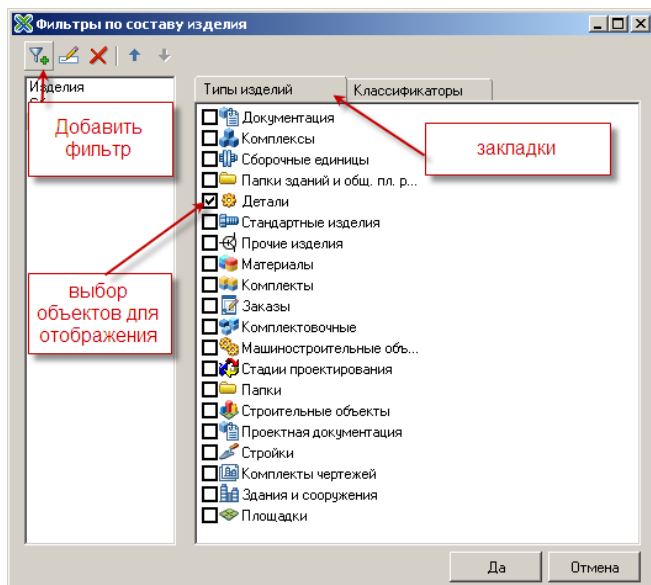 Фильтры по составу изделия
Изделия
Добавить
фильтр
выбор
объектов для
отображения
Типы изделий
Классификаторы
закладки
Документация
Комплексы
Сборочные единицы
Папки зданий и общ. пл. р...
Детали
Стандартные изделия
Прочие изделия
Материалы
Комплекты
Заказы
Комплектовочные
Машиностроительные объ...
Стадии проектирования
Папки
Строительные объекты
Проектная документация
Стройки
Комплекты чертежей
Здания и сооружения
Площадки
Да
Отмена